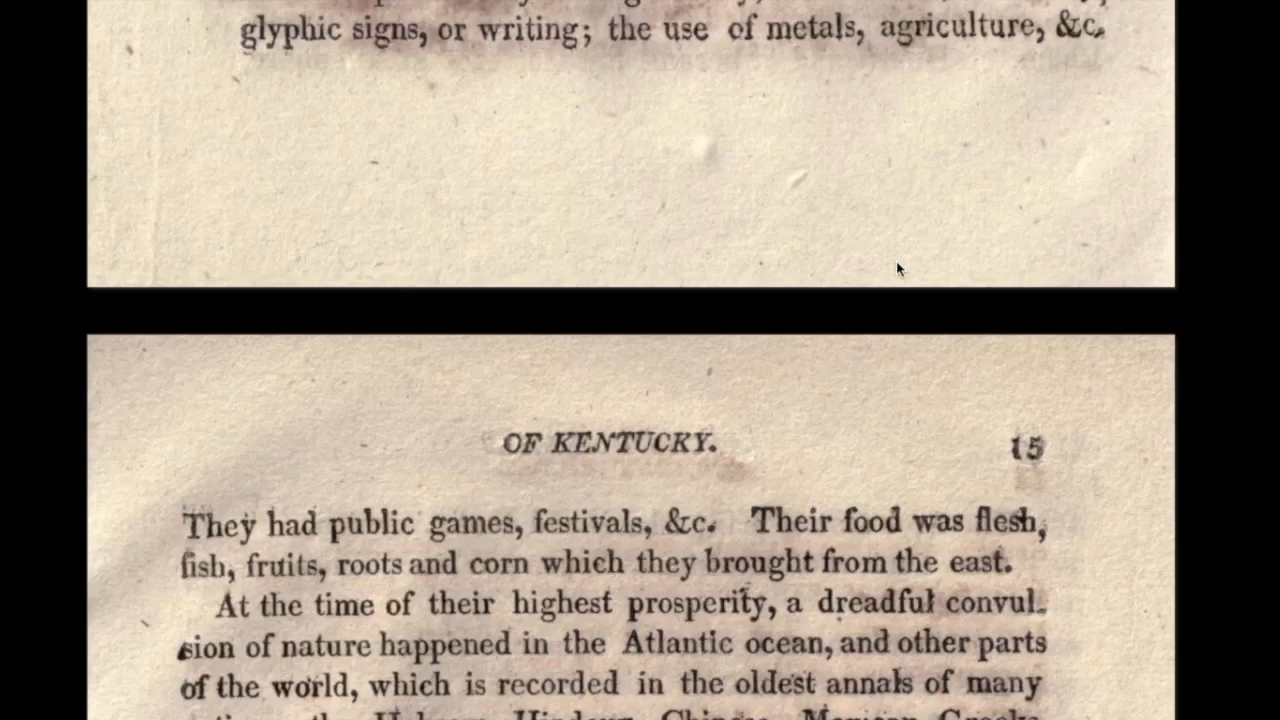 glyphic signs, or writing; the use of metals, agriculture, &c.
OF KENTUCKY.
15
They had public games, festivals, &c. Their food was flesh,
fish, fruits, roots and corn which they brought from the east.
At the time of their highest prosperity, a dreadful convul-
sion of nature happened in the Atlantic ocean, and other parts
of the world, which is recorded in the oldest annals of many